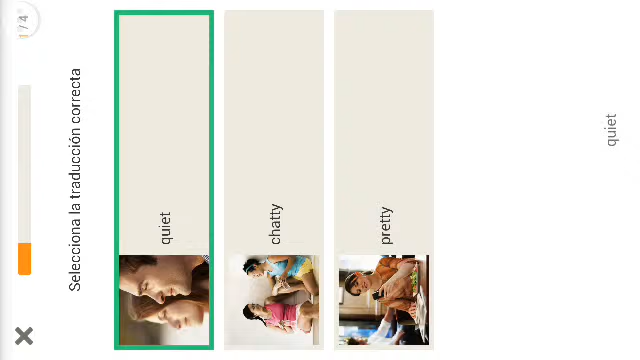 1/4
Selecciona la traducción correcta
quiet
chatty
pretty
quiet